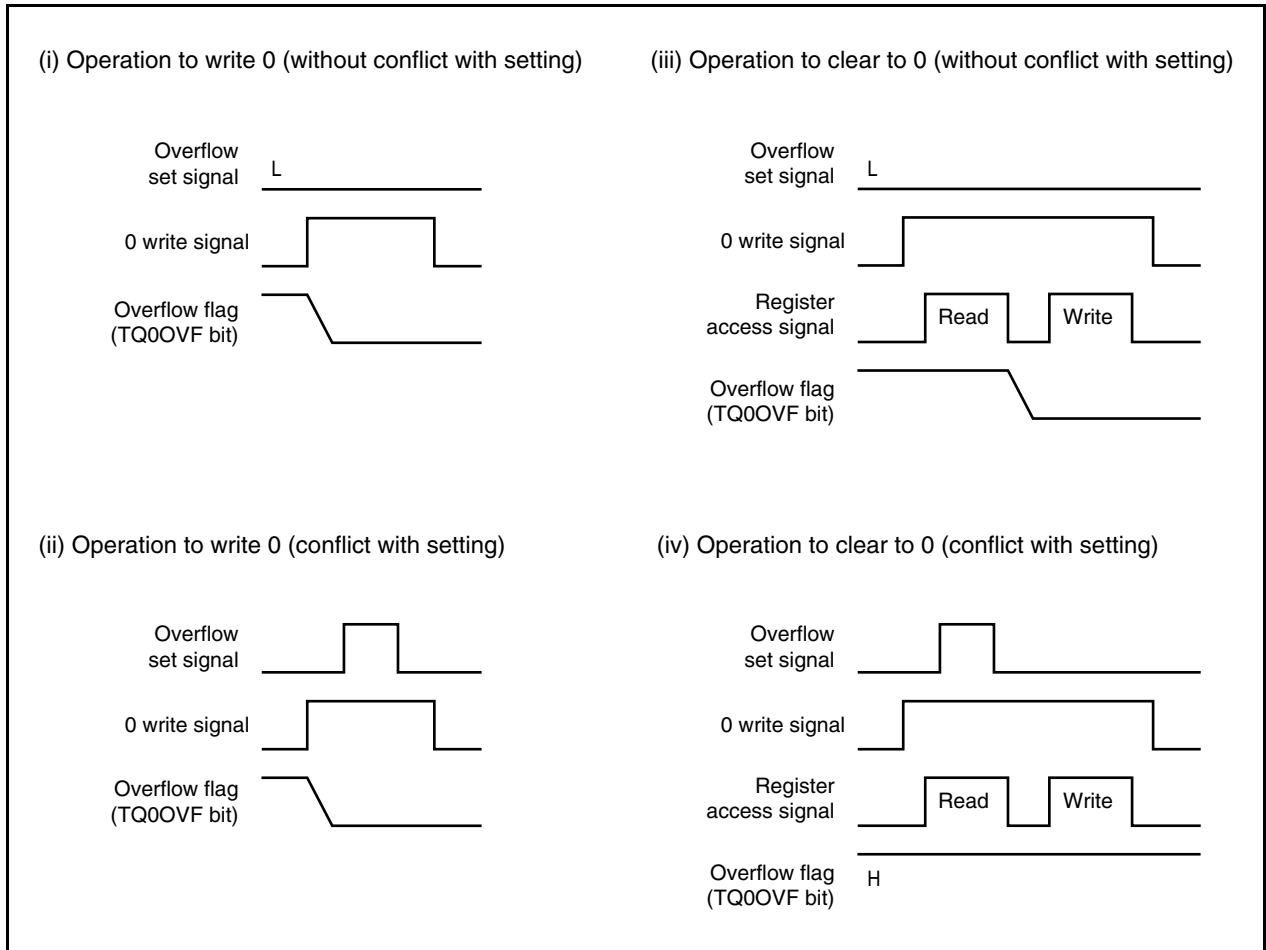 (i) Operation to write 0 (without conflict with setting)
Overflow
set signal
L
0 write signal
Overflow flag
(TQ0OVF bit)
(iii) Operation to clear to 0 (without conflict with setting)
Overflow
set signal
L
0 write signal
Register
access signal
Read
Write
Overflow flag
(TQ0OVF bit)
(ii) Operation to write 0 (conflict with setting)
Overflow
set signal
0 write signal
Overflow flag
(TQ0OVF bit)
(iv) Operation to clear to 0 (conflict with setting)
Overflow
set signal
0 write signal
Register
access signal
Read
Write
Overflow flag
(TQ0OVF bit)
H